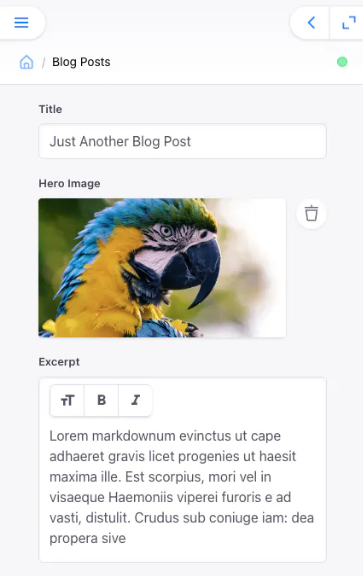 / Blog Posts
Title
Just Another Blog Post
Hero Image
Excerpt
TT B I
Lorem markdownum evinctus ut cape
adhaeret gravis licet progenies ut haesit
maxima ille. Est scorpius, mori vel in
visaeque Haemoniis viperei furoris e ad
vasti, distulit. Crudus sub coniuge iam: dea
propera sive